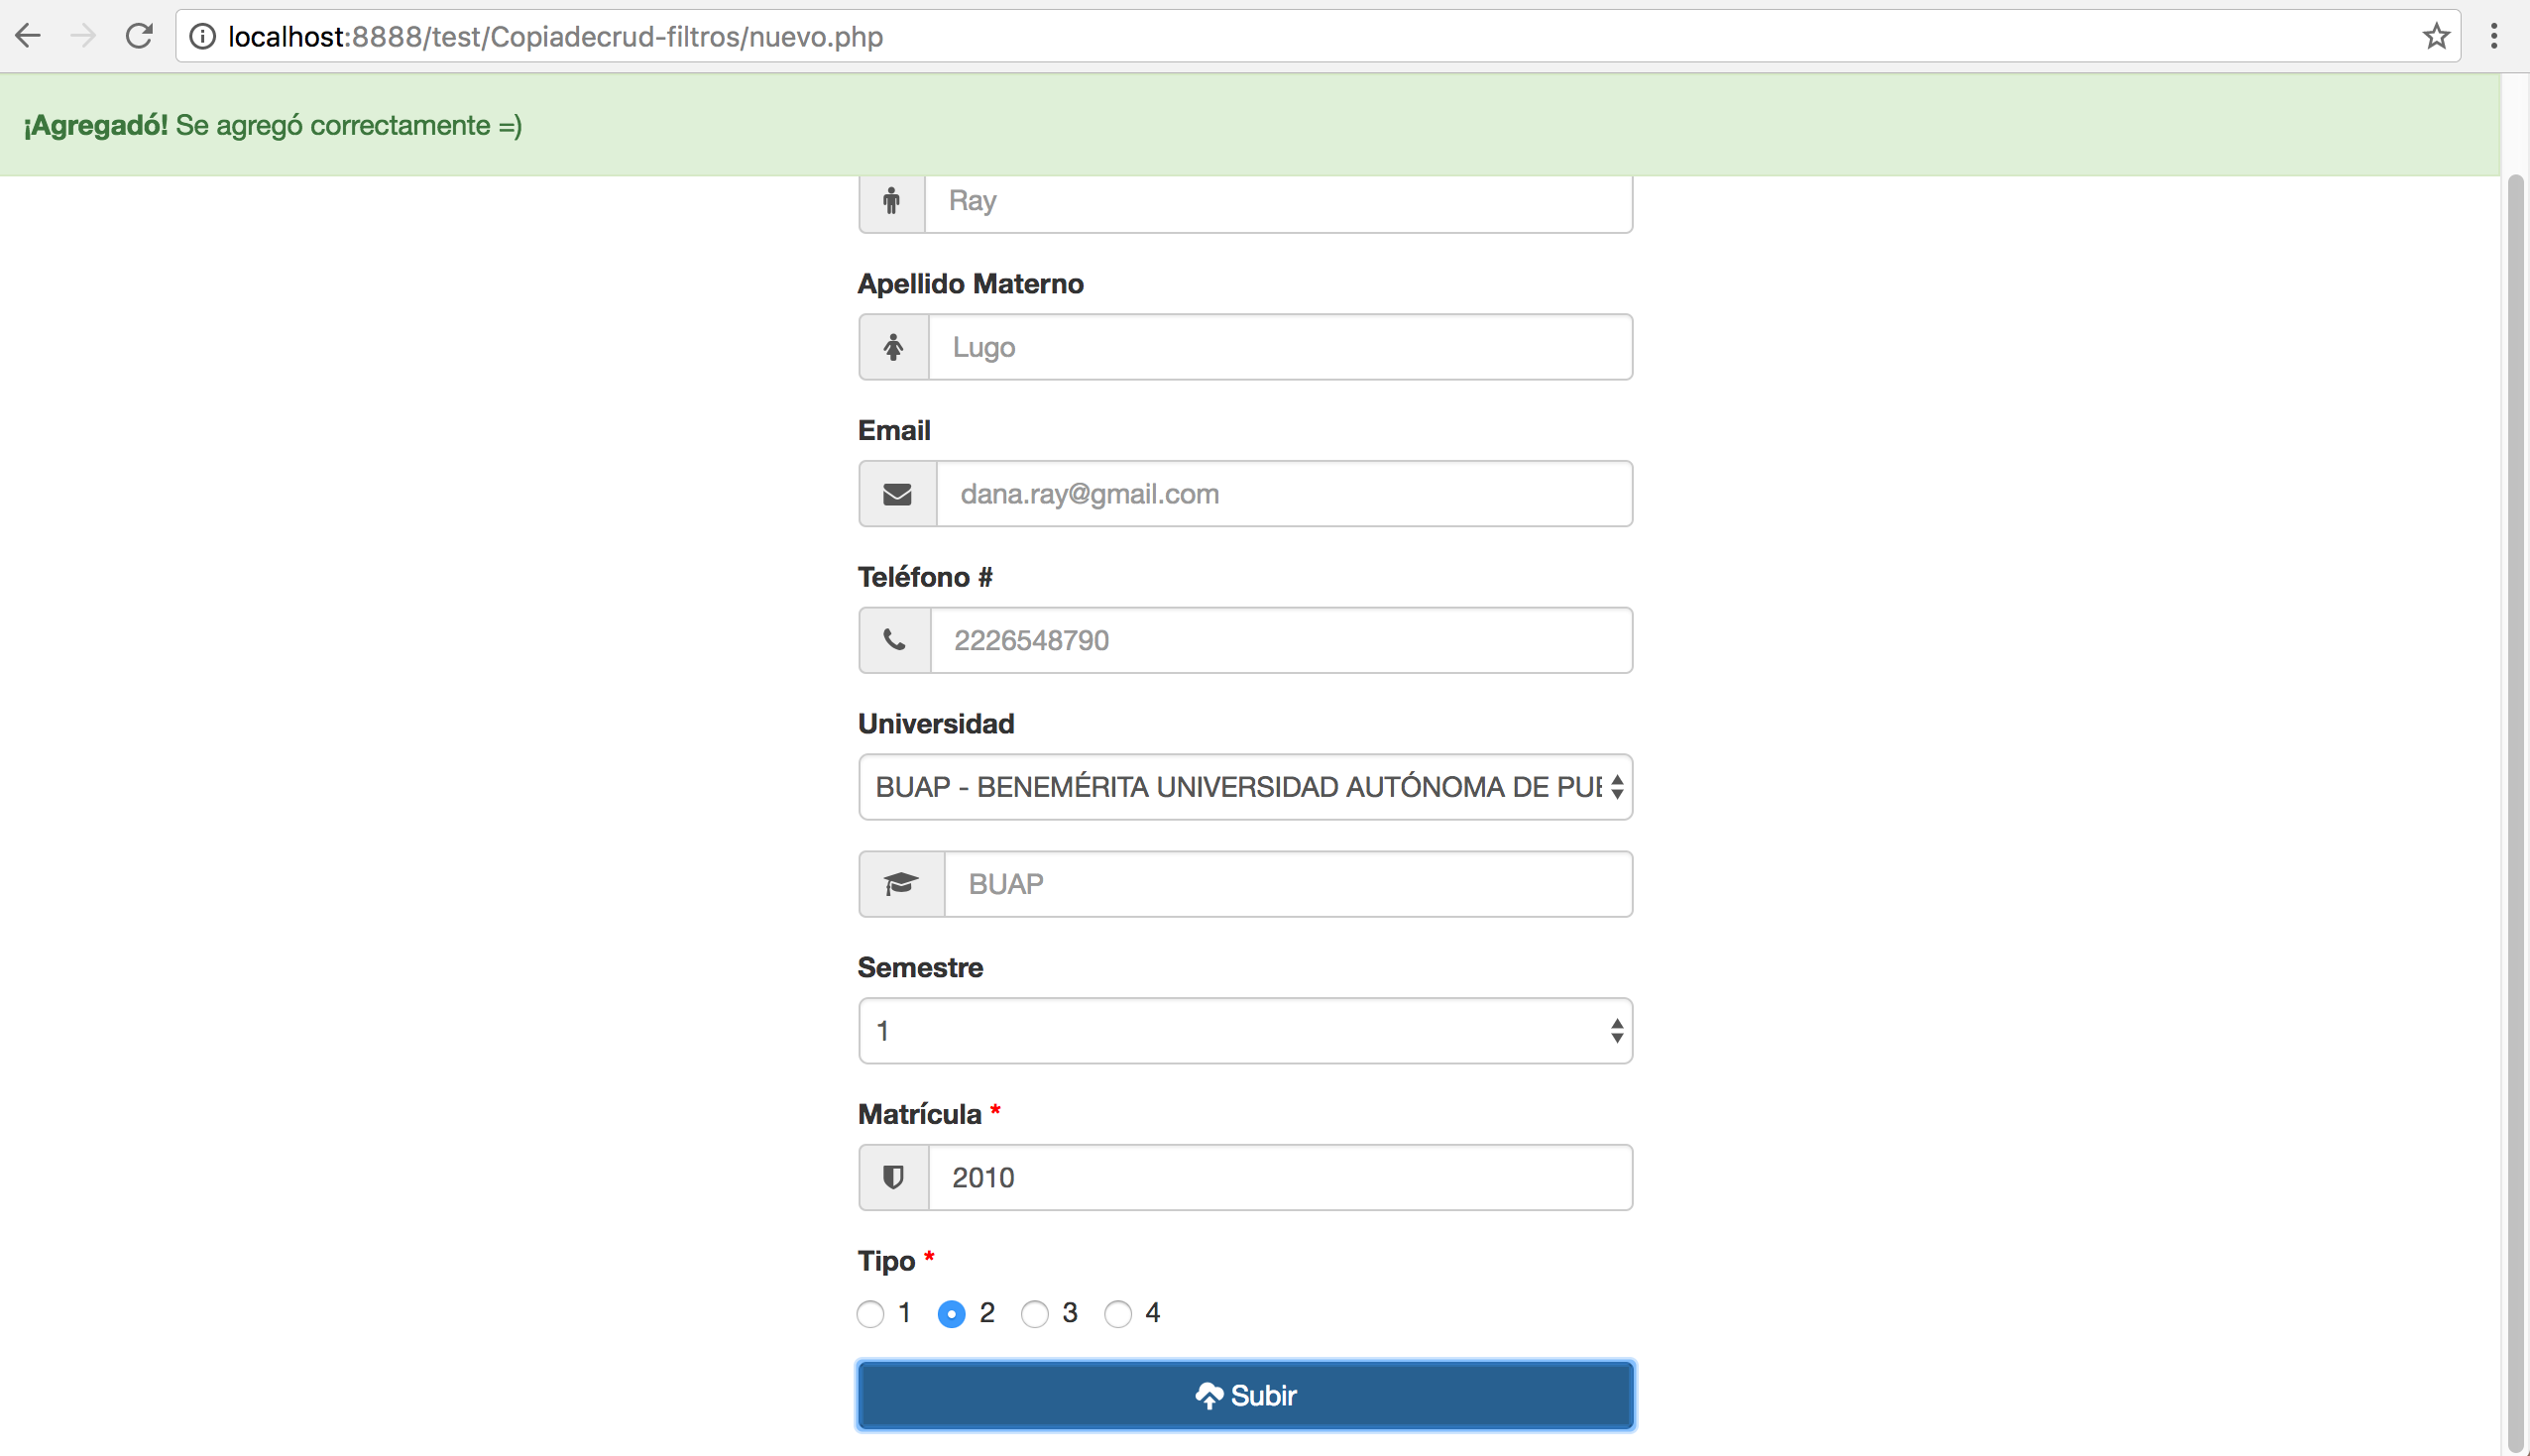 localhost:8888/test/Copiadecrud-filtros/nuevo.php
¡Agregadó! Se agregó correctamente =)
Ray
Apellido Materno
Lugo
Email
dana.ray@gmail.com
Teléfono #
2226548790
Universidad
BUAP - BENEMÉRITA UNIVERSIDAD AUTÓNOMA DE PUE
BUAP
Semestre
1
Matrícula *
2010
Tipo *
1 2 3 4
Subir